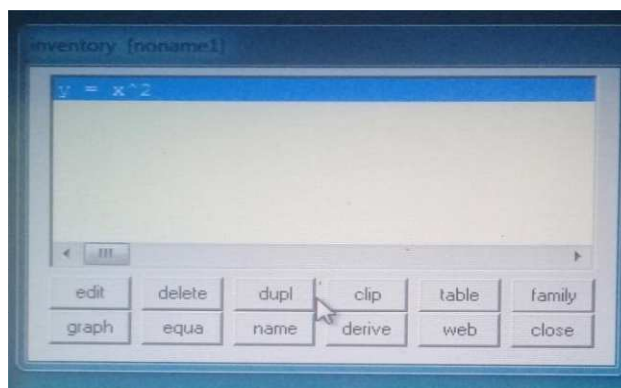 inventory [noname1]
y = x^2
edit delete dupl clip table family
graph equa name derive web close